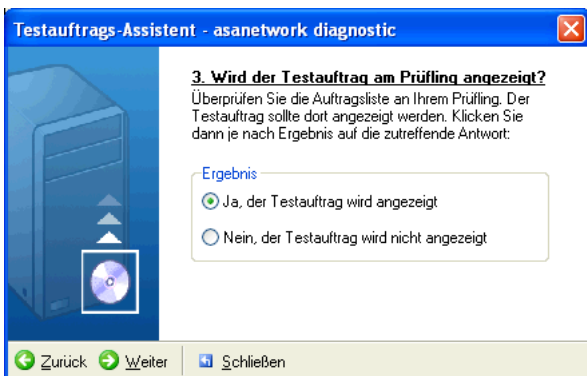 Testauftrags-Assistent - asanetwork diagnostic
3. Wird der Testauftrag am Prüfling angezeigt?
Überprüfen Sie die Auftragsliste an Ihrem Prüfling. Der
Testauftrag sollte dort angezeigt werden. Klicken Sie
dann je nach Ergebnis auf die zutreffende Antwort:
Ergebnis
Ja, der Testauftrag wird angezeigt
Nein, der Testauftrag wird nicht angezeigt
Zurück Weiter Schließen